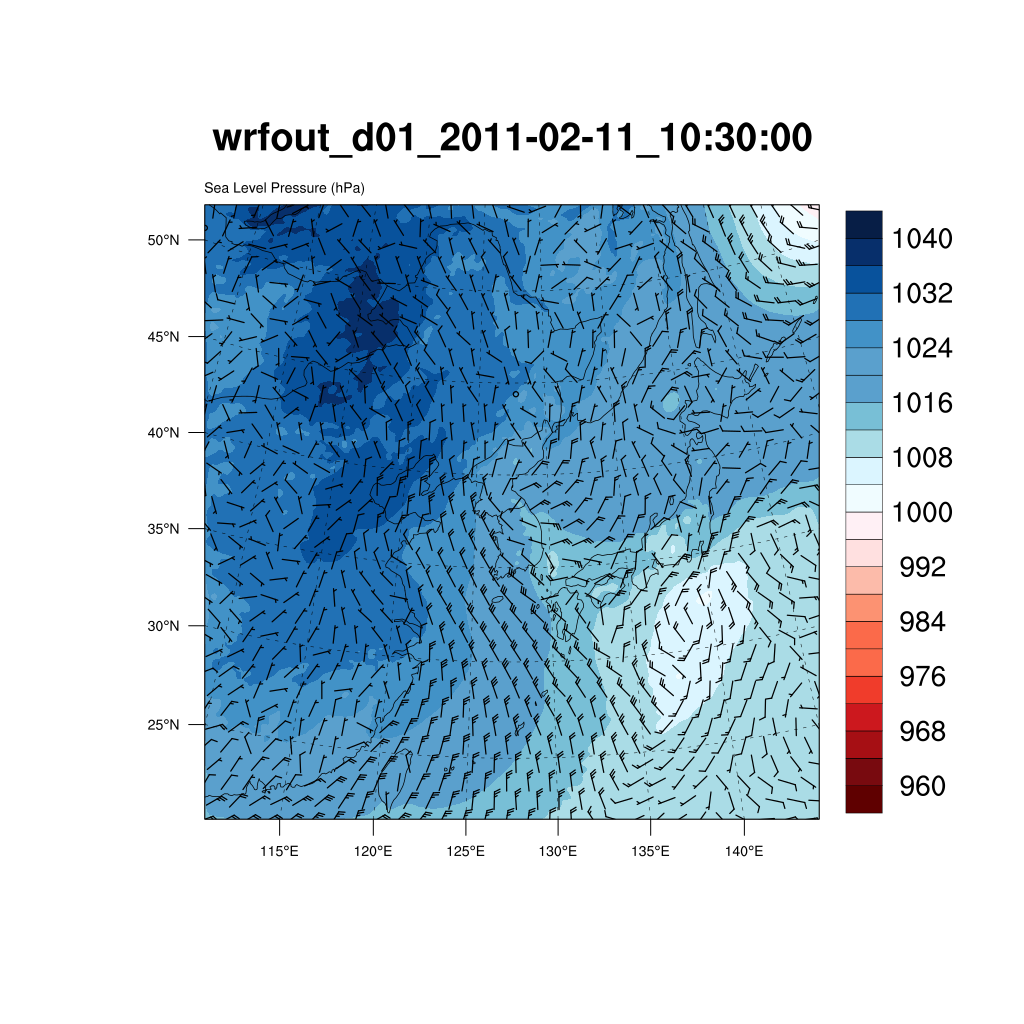 wrfout_d01_2011-02-11_10:30:00
Sea Level Pressure (hPa)
50°N
45°N
40°N
35°N
30°N
25°N
115°E 120°E 125°E 130°E 135°E 140°E
1040
1032
1024
1016
1008
1000
992
984
976
968
960